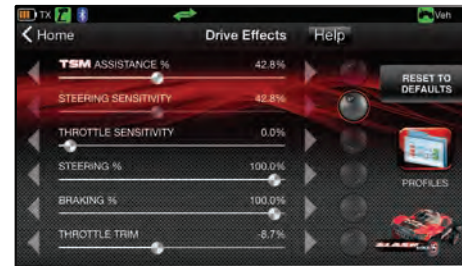 TX Veh
Home Drive Effects Help
TSM ASSISTANCE % 42.8%
STEERING SENSITIVITY 42.8%
THROTTLE SENSITIVITY 0.0%
STEERING % 100.0%
BRAKING % 100.0%
THROTTLE TRIM -8.7%
RESET TO
DEFAULTS
PROFILES
SLASH